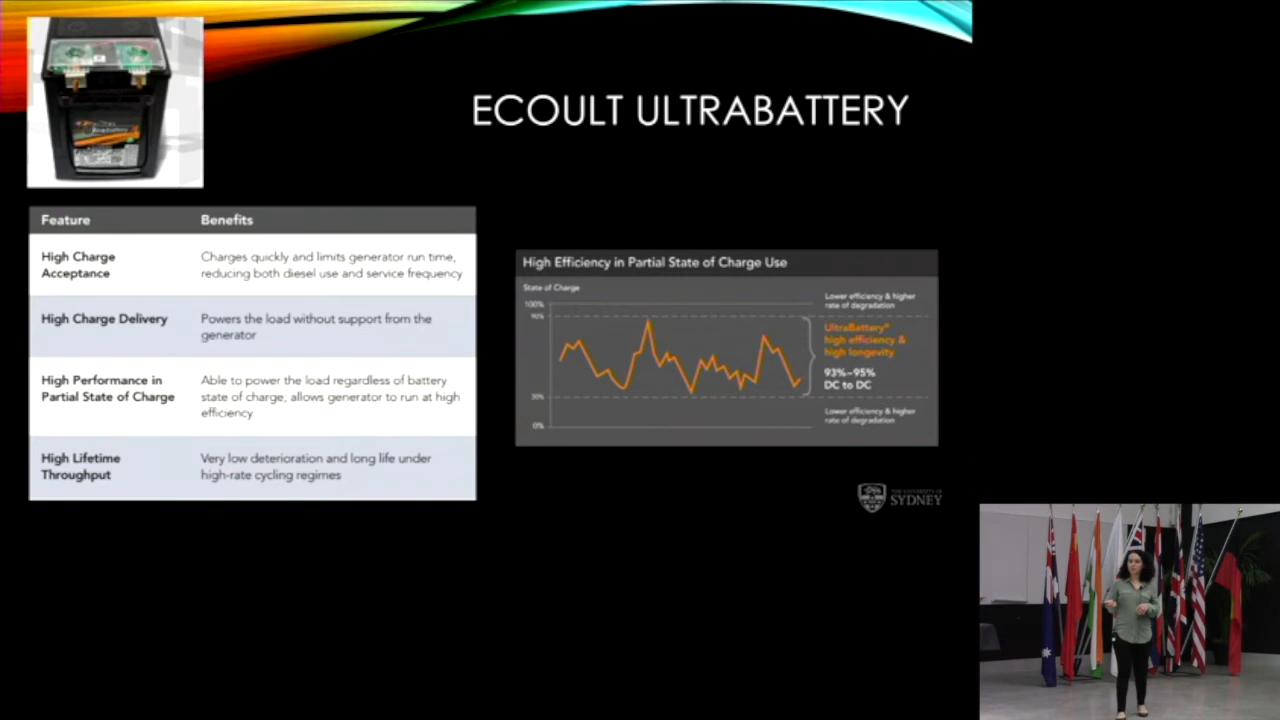 ECOULT ULTRABATTERY
Feature Benefits
High Charge
Acceptance
Charges quickly and limits generator run time,
reducing both diesel use and service frequency
High Charge Delivery
Powers the load without support from the
generator
High Performance in
Partial State of Charge
Able to power the load regardless of battery
state of charge, allows generator to run at high
efficiency
High Lifetime
Throughput
Very low deterioration and long life under
high-rate cycling regimes
High Efficiency in Partial State of Charge Use
State of Charge
100%
90%
30%
0%
Lower efficiency & higher
rate of degradation
UltraBattery®
high efficiency &
high longevity
93%–95%
DC to DC
Lower efficiency & higher
rate of degradation
THE UNIVERSITY OF
SYDNEY